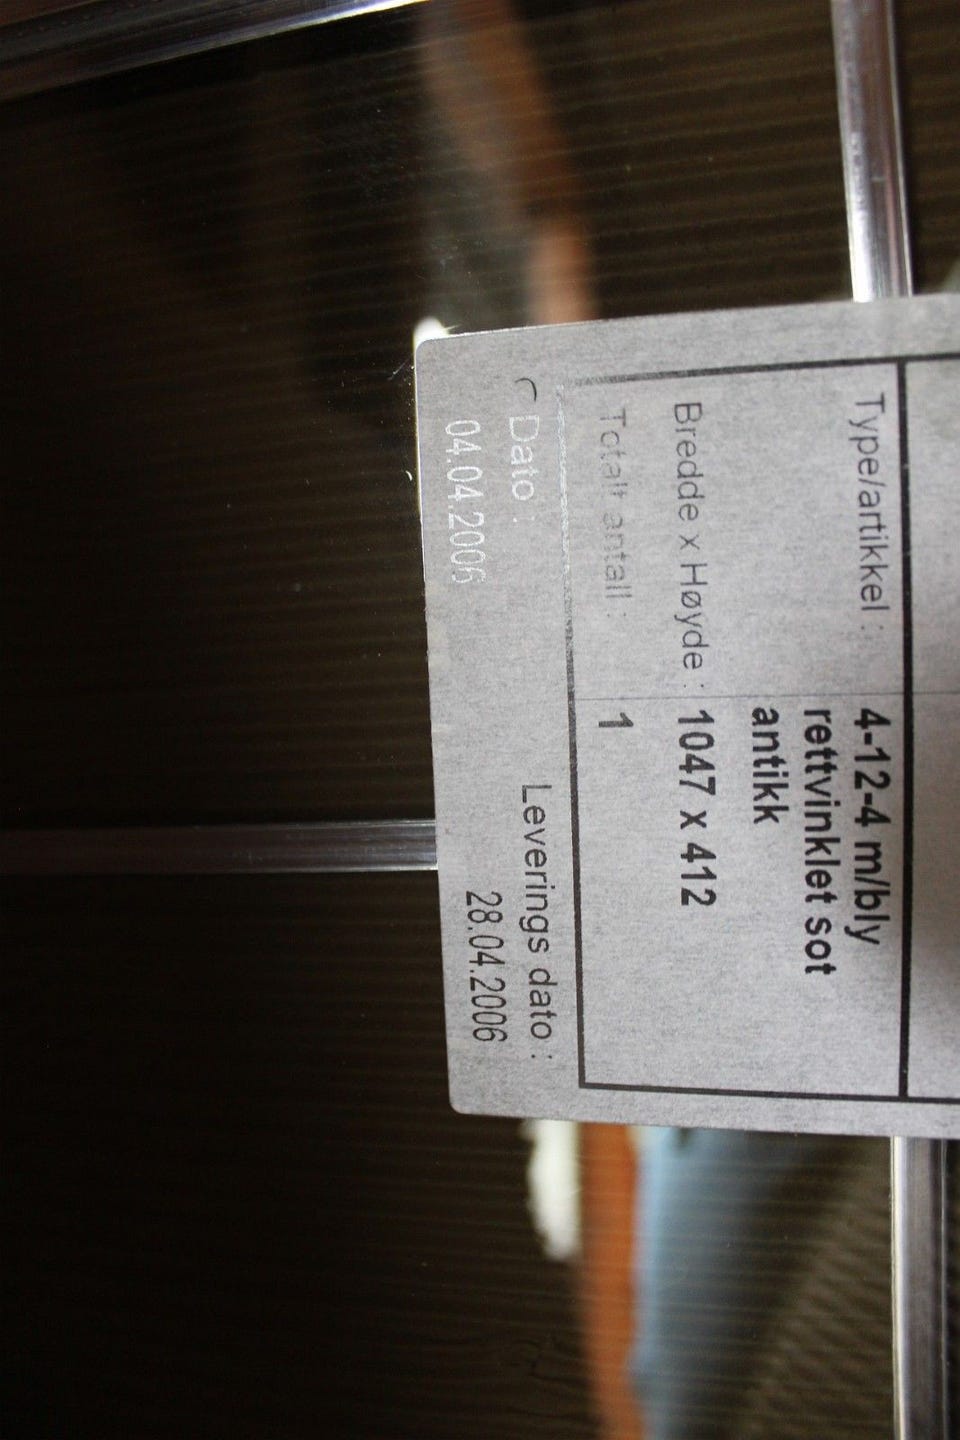 Type/artikkel : 4-12-4 m/bly
rettvinklet sot
antikk
Bredde x Høyde : 1047 x 412
Totalt antall : 1
Dato : Leverings dato :
04.04.2006 28.04.2006